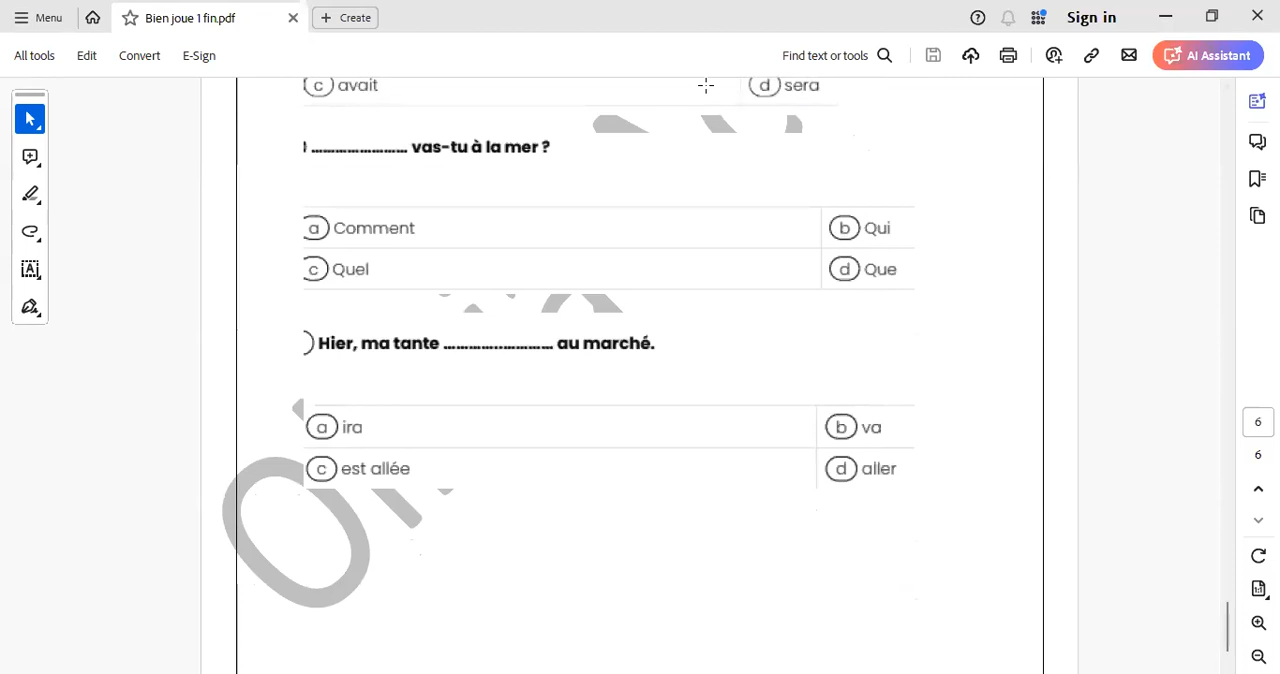 Menu
Bien joue 1 fin.pdf
Create
Sign in
All tools
Edit
Convert
E-Sign
Find text or tools
AI Assistant
c avait
d sera
) ........................ vas-tu à la mer ?
a Comment
b Qui
c Quel
d Que
) Hier, ma tante ........................... au marché.
a ira
b va
c est allée
d aller
6
6